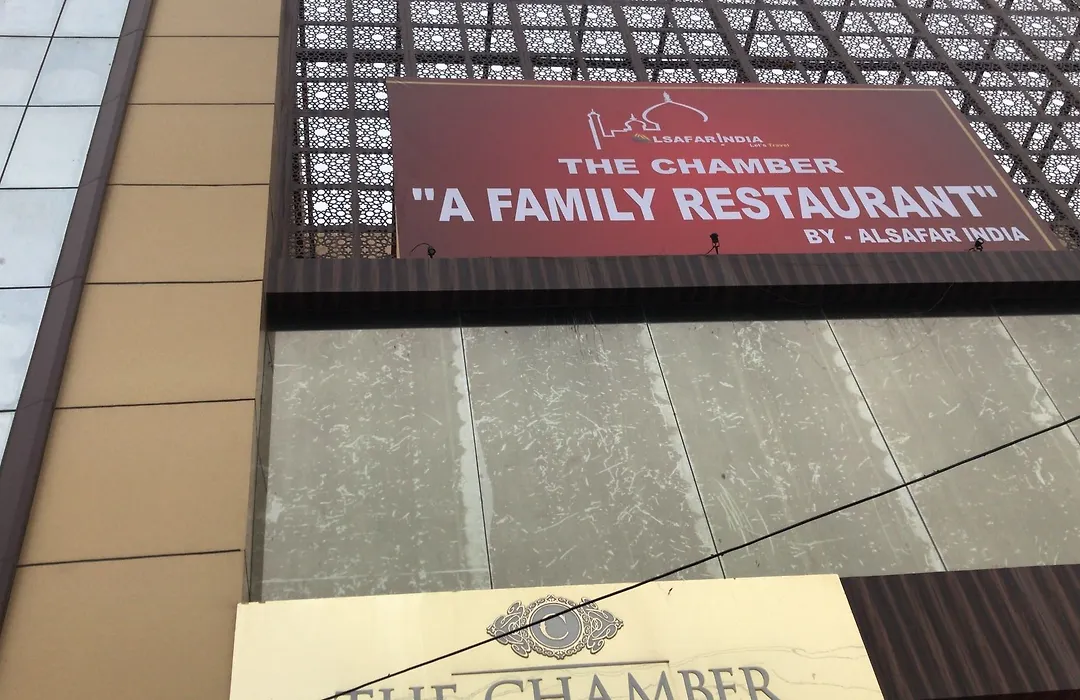 ALSAFAR INDIA
Let's Travel
THE CHAMBER
"A FAMILY RESTAURANT"
BY - ALSAFAR INDIA
C
THE CHAMBER